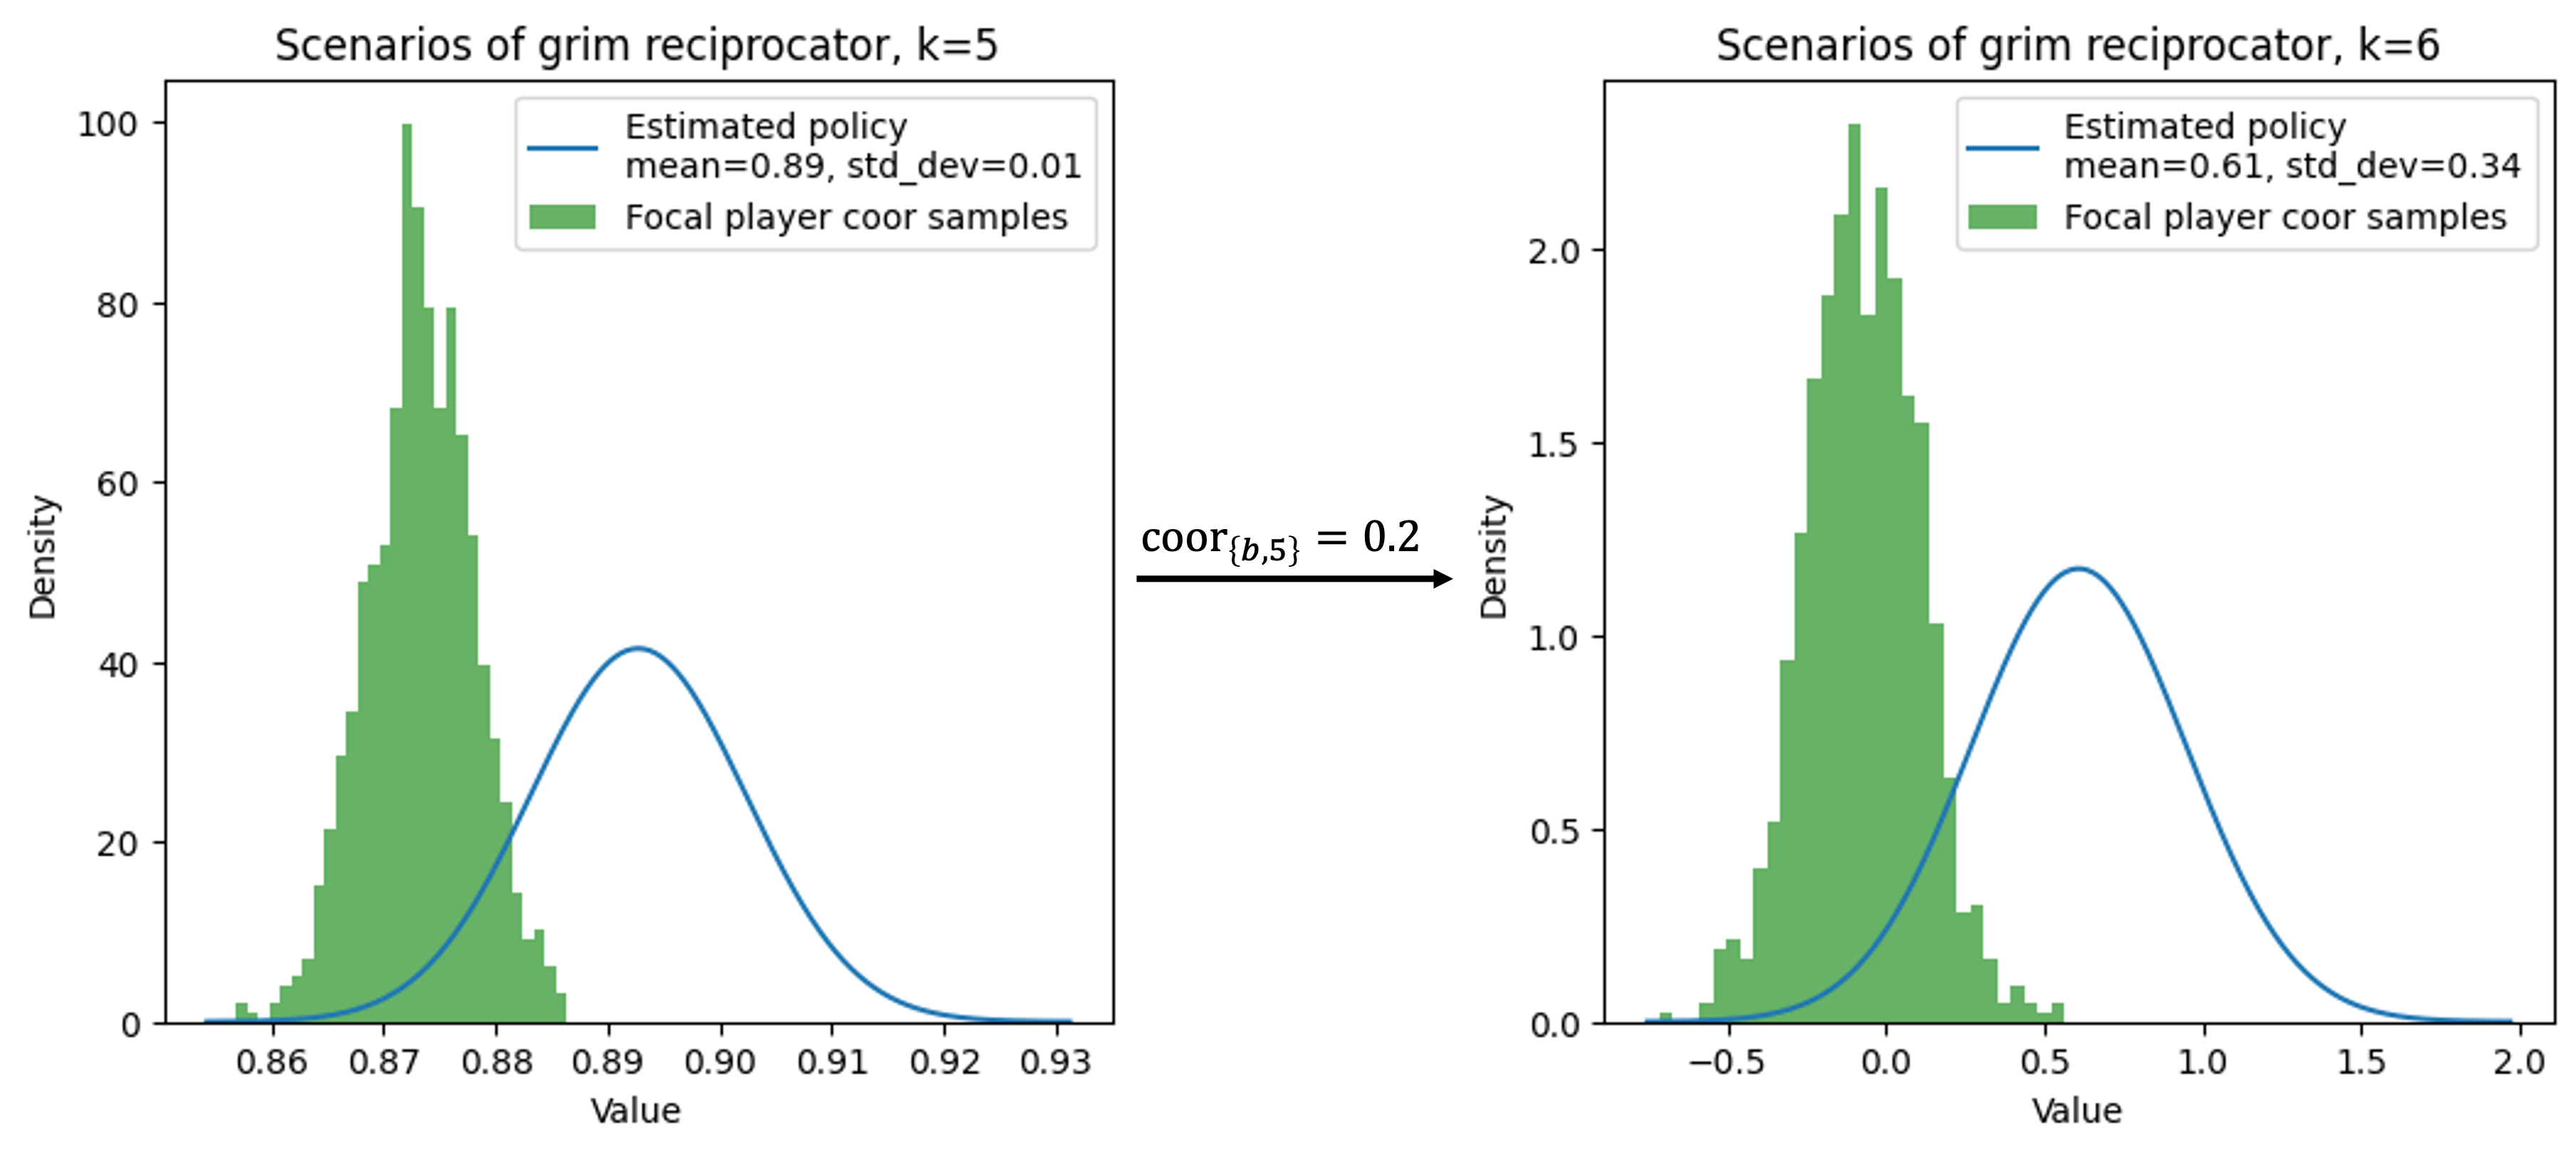 Scenarios of grim reciprocator, k=5
Estimated policy
mean=0.89, std_dev=0.01
Focal player coor samples
100
80
60
40
20
0
Density
0.86 0.87 0.88 0.89 0.90 0.91 0.92 0.93
Value
coor{b,5} = 0.2
Scenarios of grim reciprocator, k=6
Estimated policy
mean=0.61, std_dev=0.34
Focal player coor samples
2.0
1.5
1.0
0.5
0.0
Density
−0.5 0.0 0.5 1.0 1.5 2.0
Value